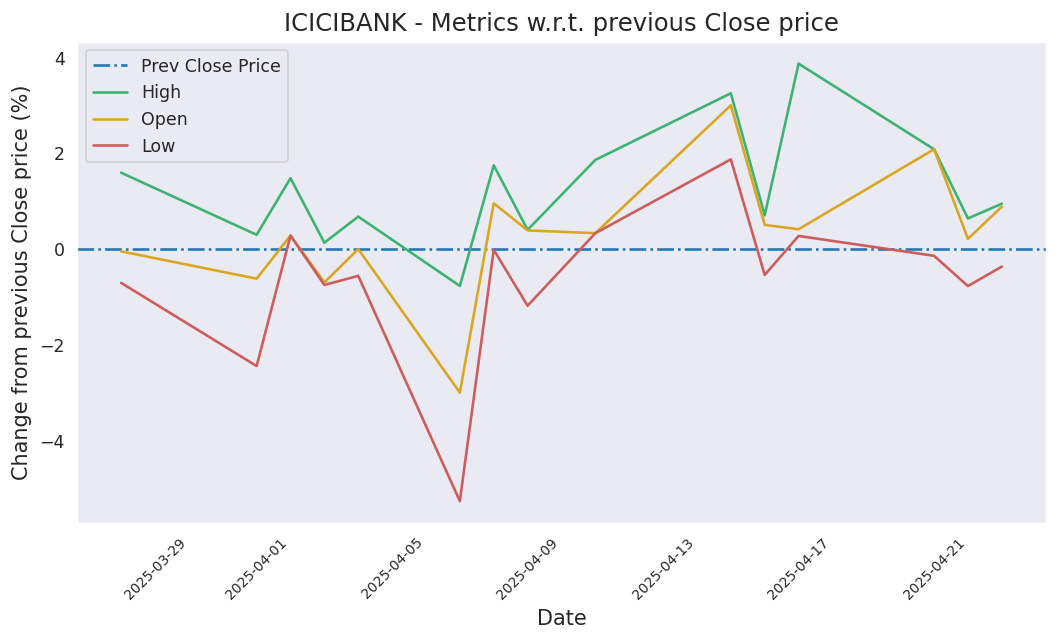 ICICIBANK - Metrics w.r.t. previous Close price
Change from previous Close price (%)
4
2
0
−2
−4
Prev Close Price
High
Open
Low
2025-03-29
2025-04-01
2025-04-05
2025-04-09
2025-04-13
2025-04-17
2025-04-21
Date